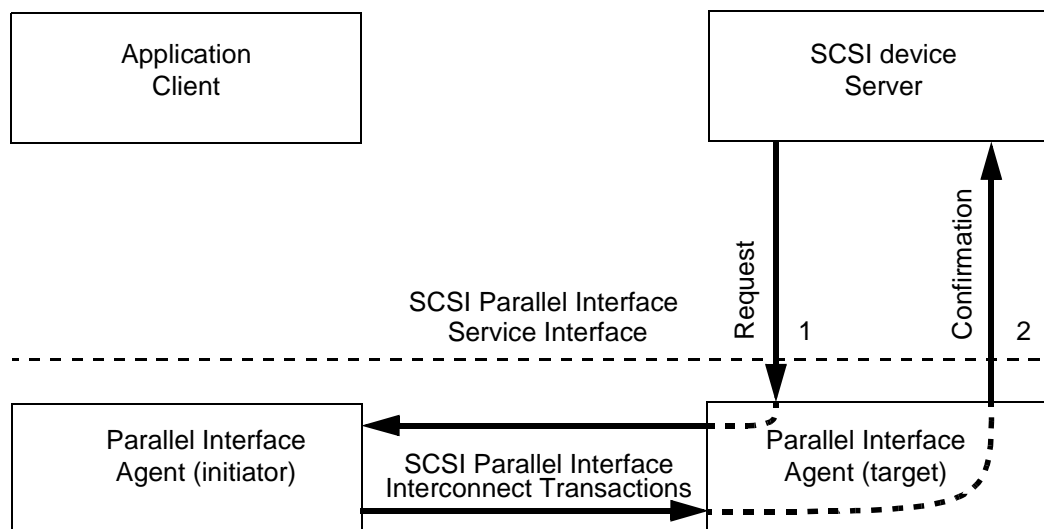 Application
Client
SCSI device
Server
Request
1
Confirmation
2
SCSI Parallel Interface
Service Interface
Parallel Interface
Agent (initiator)
SCSI Parallel Interface
Interconnect Transactions
Parallel Interface
Agent (target)